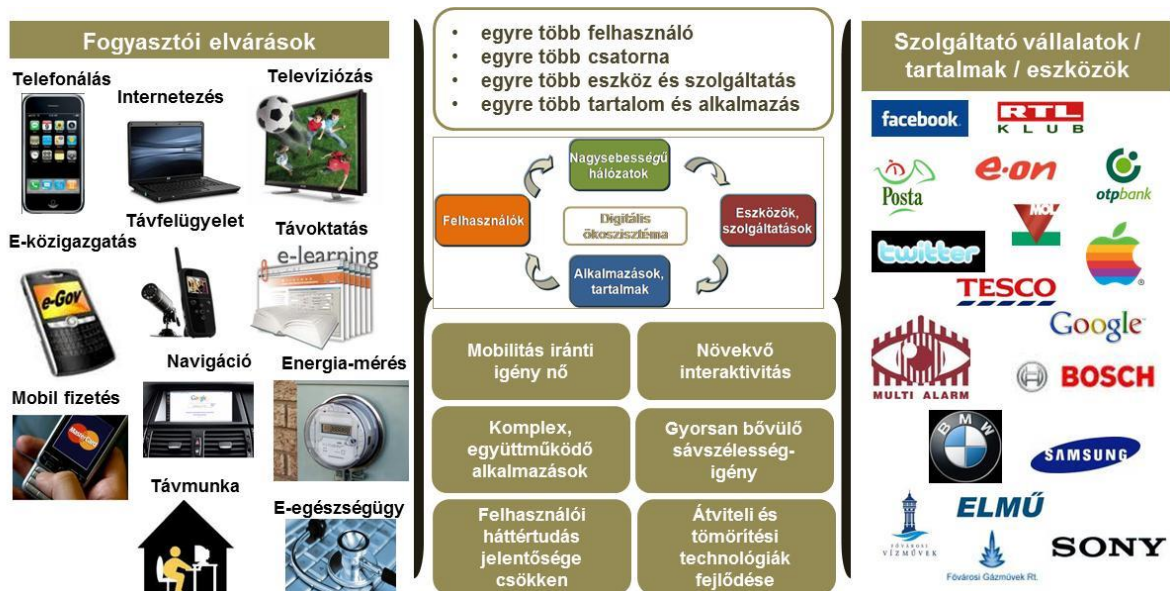 Fogyasztói elvárások
Telefonálás
Internetezés
Televíziózás
E-közigazgatás
Távfelügyelet
Távoktatás
e-learning
e-Gov
Mobil fizetés
Navigáció
Energia-mérés
Google
MasterCard
Távmunka
E-egészségügy
• egyre több felhasználó
• egyre több csatorna
• egyre több eszköz és szolgáltatás
• egyre több tartalom és alkalmazás
Nagysebességű
hálózatok
Felhasználók
Digitális
ökoszisztéma
Eszközök,
szolgáltatások
Alkalmazások,
tartalmak
Mobilitás iránti
igény nő
Növekvő
interaktivitás
Komplex,
együttműködő
alkalmazások
Gyorsan bővülő
sávszélesség-
igény
Felhasználói
háttértudás
jelentősége
csökken
Átviteli és
tömörítési
technológiák
fejlődése
Szolgáltató vállalatok /
tartalmak / eszközök
facebook.
RTL
KLUB
Posta
e·on
otpbank
MOL
twitter
®
TESCO
Google
MULTI ALARM
BOSCH
BMW
SAMSUNG
FŐVÁROSI
VÍZMŰVEK
ELMŰ
Fővárosi Gázművek Rt.
SONY